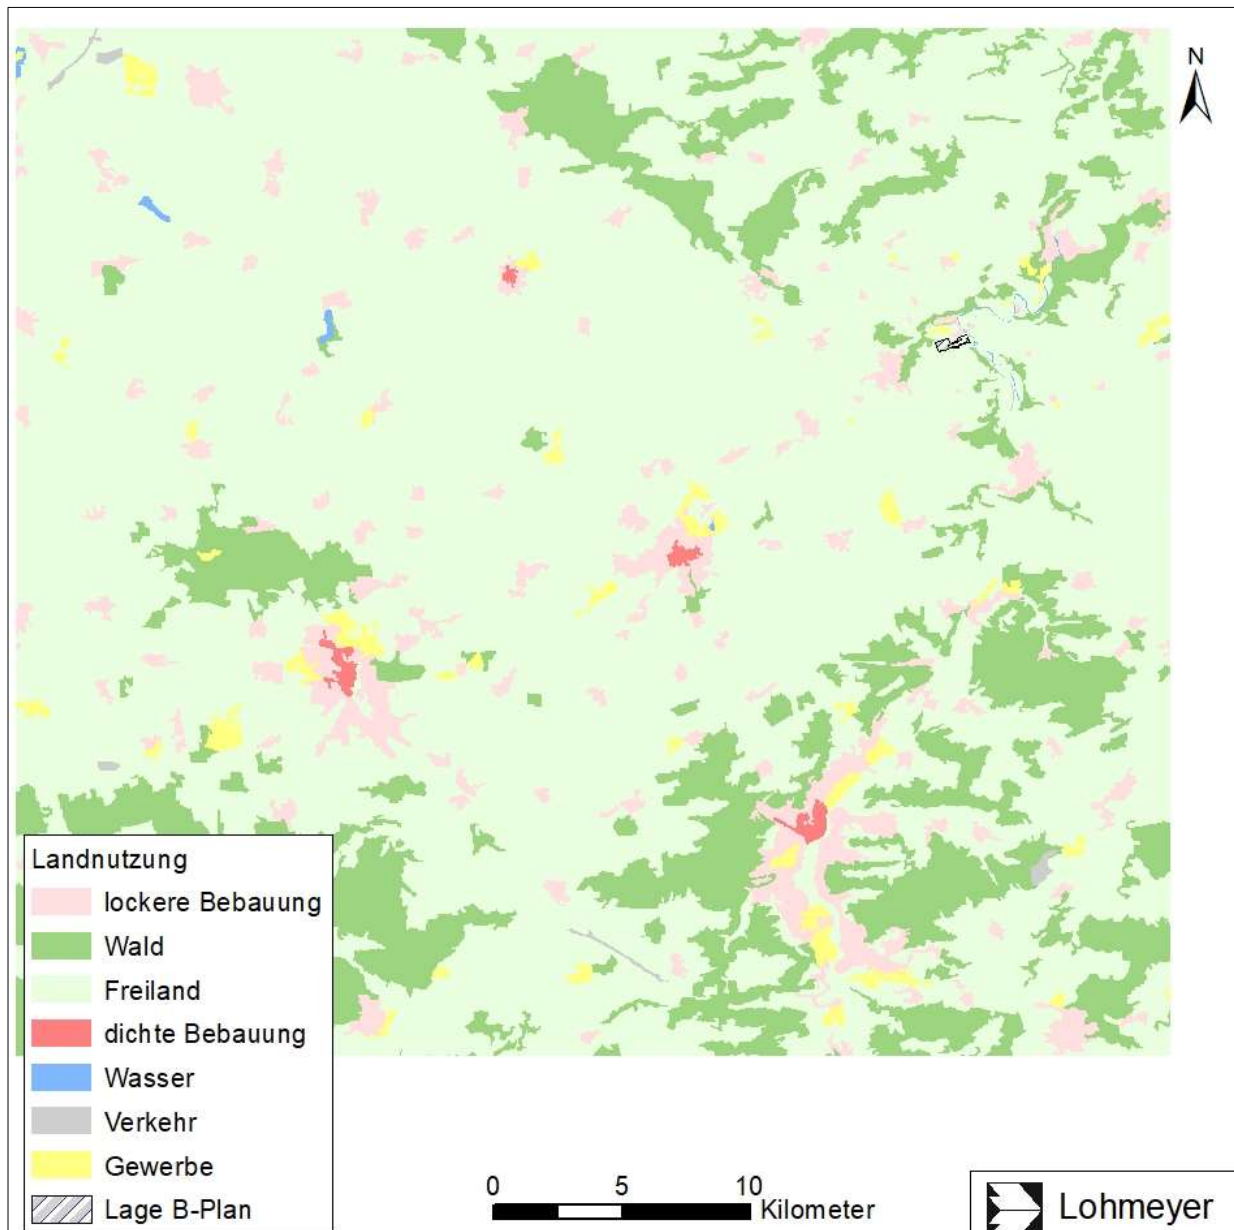 N
Landnutzung
lockere Bebauung
Wald
Freiland
dichte Bebauung
Wasser
Verkehr
Gewerbe
Lage B-Plan
0 5 10
Kilometer
Lohmeyer